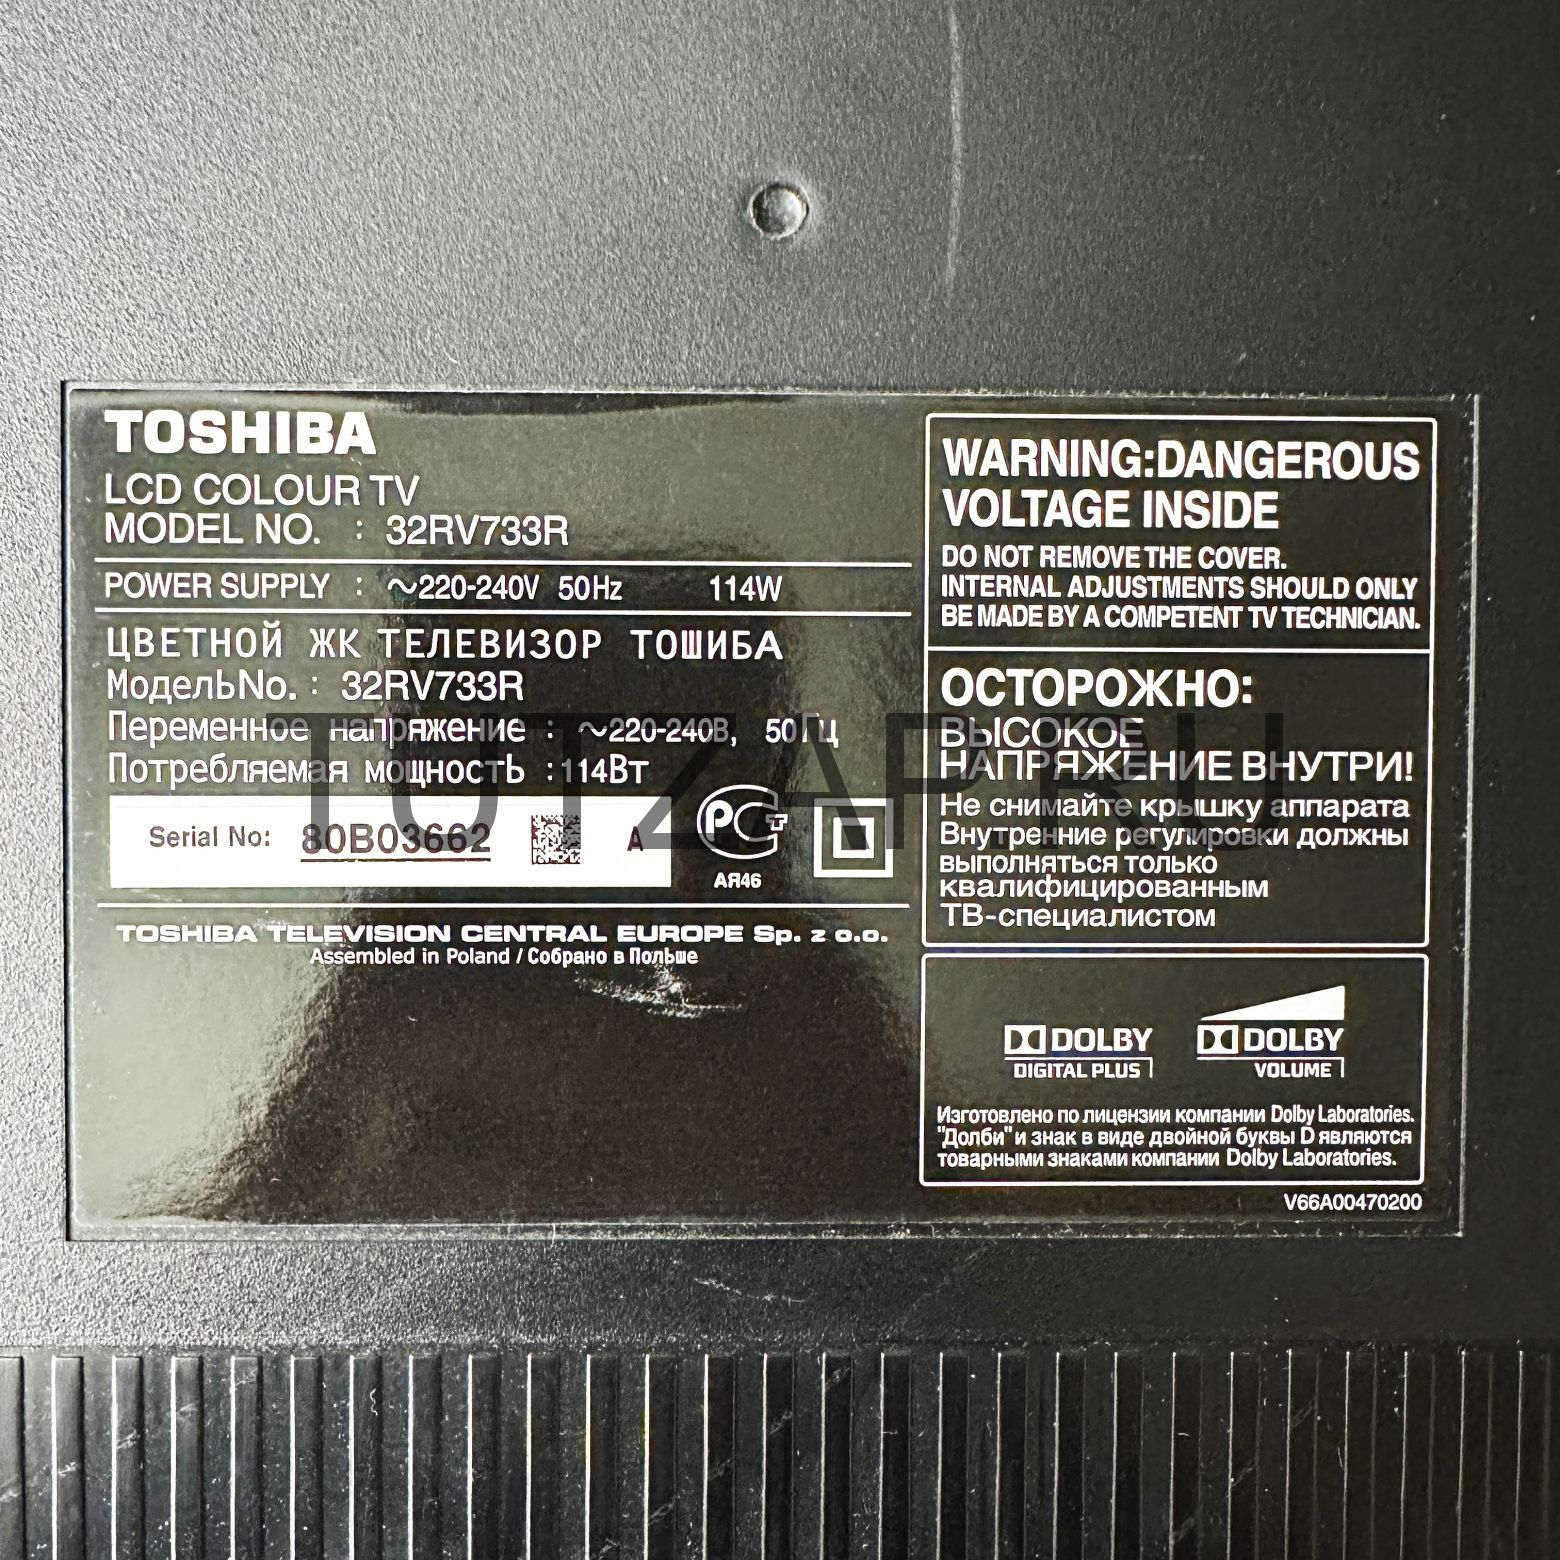 TOSHIBA
LCD COLOUR TV
MODEL NO. : 32RV733R
POWER SUPPLY : ~220-240V 50Hz 114W
ЦВЕТНОЙ ЖК ТЕЛЕВИЗОР ТОШИБА
МодельNo. : 32RV733R
Переменное напряжение : ~220-240В, 50Гц
Потребляемая мощность :114Вт
Serial No: 80B03662 A
РСТ
АЯ46
TOSHIBA TELEVISION CENTRAL EUROPE Sp. z o.o.
Assembled in Poland / Собрано в Польше
WARNING:DANGEROUS
VOLTAGE INSIDE
DO NOT REMOVE THE COVER.
INTERNAL ADJUSTMENTS SHOULD ONLY
BE MADE BY A COMPETENT TV TECHNICIAN.
ОСТОРОЖНО:
ВЫСОКОЕ
НАПРЯЖЕНИЕ ВНУТРИ!
Не снимайте крышку аппарата
Внутренние регулировки должны
выполняться только
квалифицированным
ТВ-специалистом
DOLBY
DIGITAL PLUS
DOLBY
VOLUME
Изготовлено по лицензии компании Dolby Laboratories.
"Долби" и знак в виде двойной буквы D являются
товарными знаками компании Dolby Laboratories.
V66A00470200
TUTZAP.RU